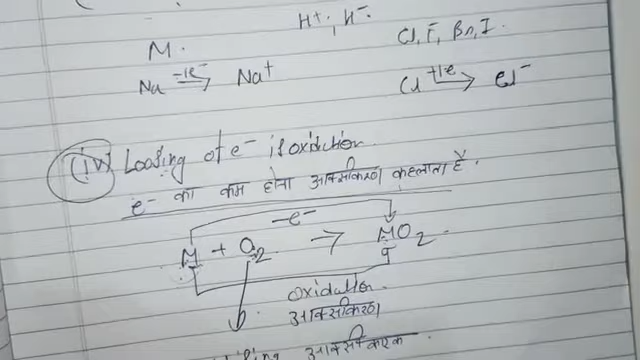 H+, H-.
M.
Cl, F, Br, I.
Na -1e-→ Na+
Cl +1e→ Cl-
(iv) Loosing of e- is oxidation.
e- का कम होना आक्सीकरण कहलाता है.
-e-
M + O2 → MO2
oxidation.
आक्सीकरण
आक्सीकारक